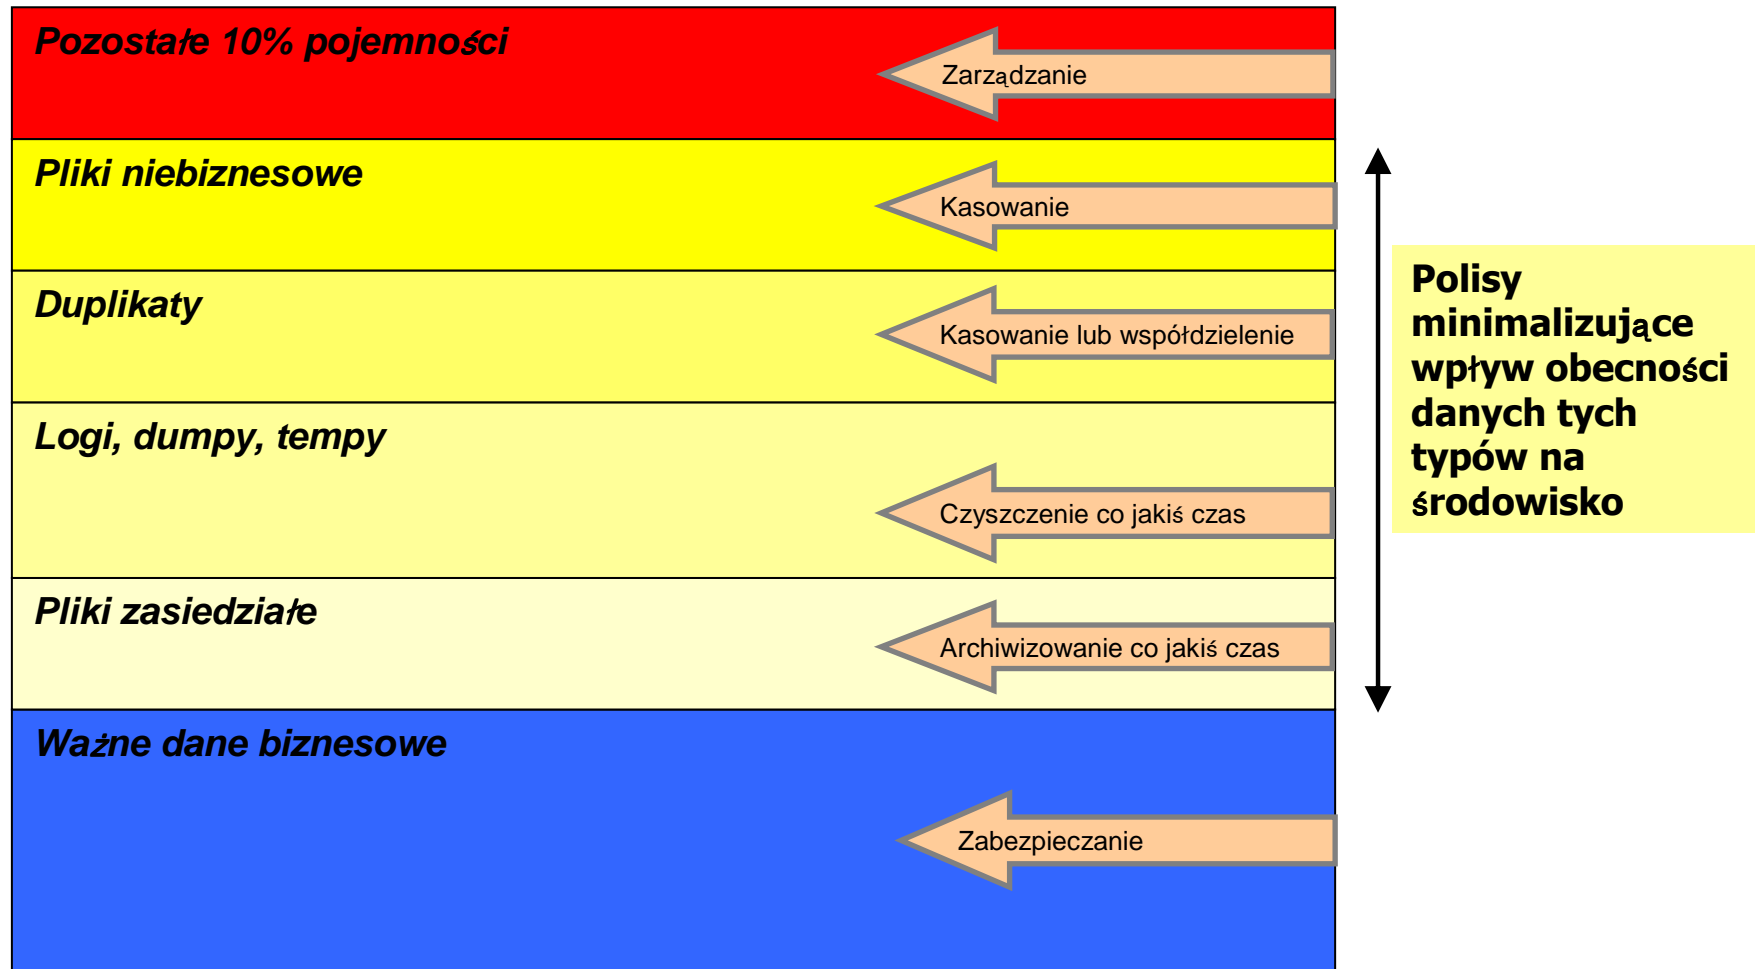 Pozostałe 10% pojemności
Zarządzanie
Pliki niebiznesowe
Kasowanie
Duplikaty
Kasowanie lub współdzielenie
Logi, dumpy, tempy
Czyszczenie co jakiś czas
Pliki zasiedziałe
Archiwizowanie co jakiś czas
Ważne dane biznesowe
Zabezpieczanie
Polisy
minimalizujące
wpływ obecności
danych tych
typów na
środowisko